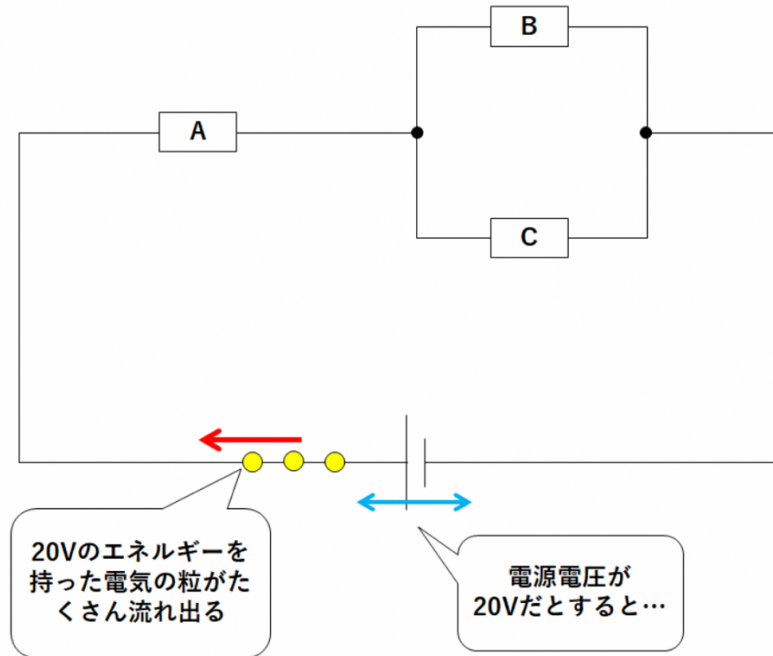 B
A
C
20Vのエネルギーを
持った電気の粒がた
くさん流れ出る
電源電圧が
20Vだとすると…